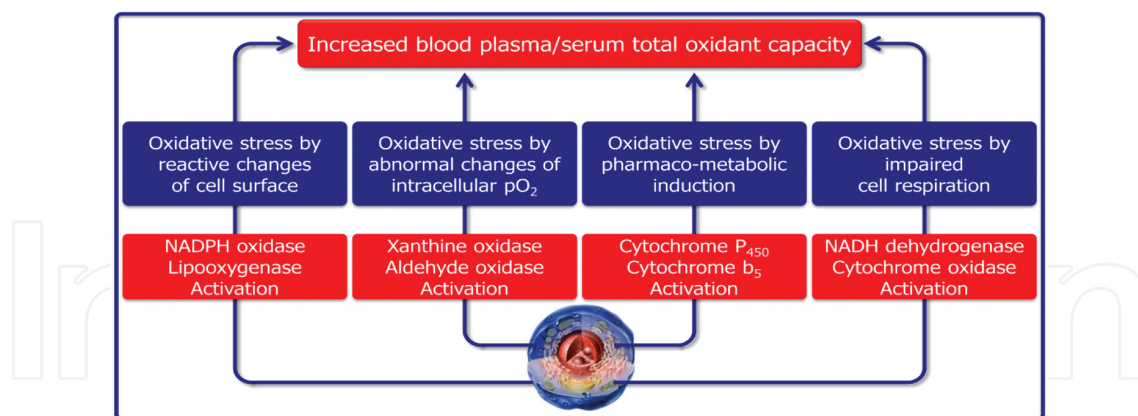 Increased blood plasma/serum total oxidant capacity
Oxidative stress by
reactive changes
of cell surface
Oxidative stress by
abnormal changes of
intracellular pO₂
Oxidative stress by
pharmaco-metabolic
induction
Oxidative stress by
impaired
cell respiration
NADPH oxidase
Lipooxygenase
Activation
Xanthine oxidase
Aldehyde oxidase
Activation
Cytochrome P₄₅₀
Cytochrome b₅
Activation
NADH dehydrogenase
Cytochrome oxidase
Activation